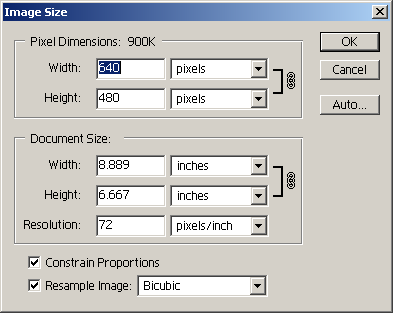 Image Size
Pixel Dimensions: 900K
OK
Width: 640 pixels
Cancel
Height: 480 pixels
Auto...
Document Size:
Width: 8.889 inches
Height: 6.667 inches
Resolution: 72 pixels/inch
Constrain Proportions
Resample Image: Bicubic